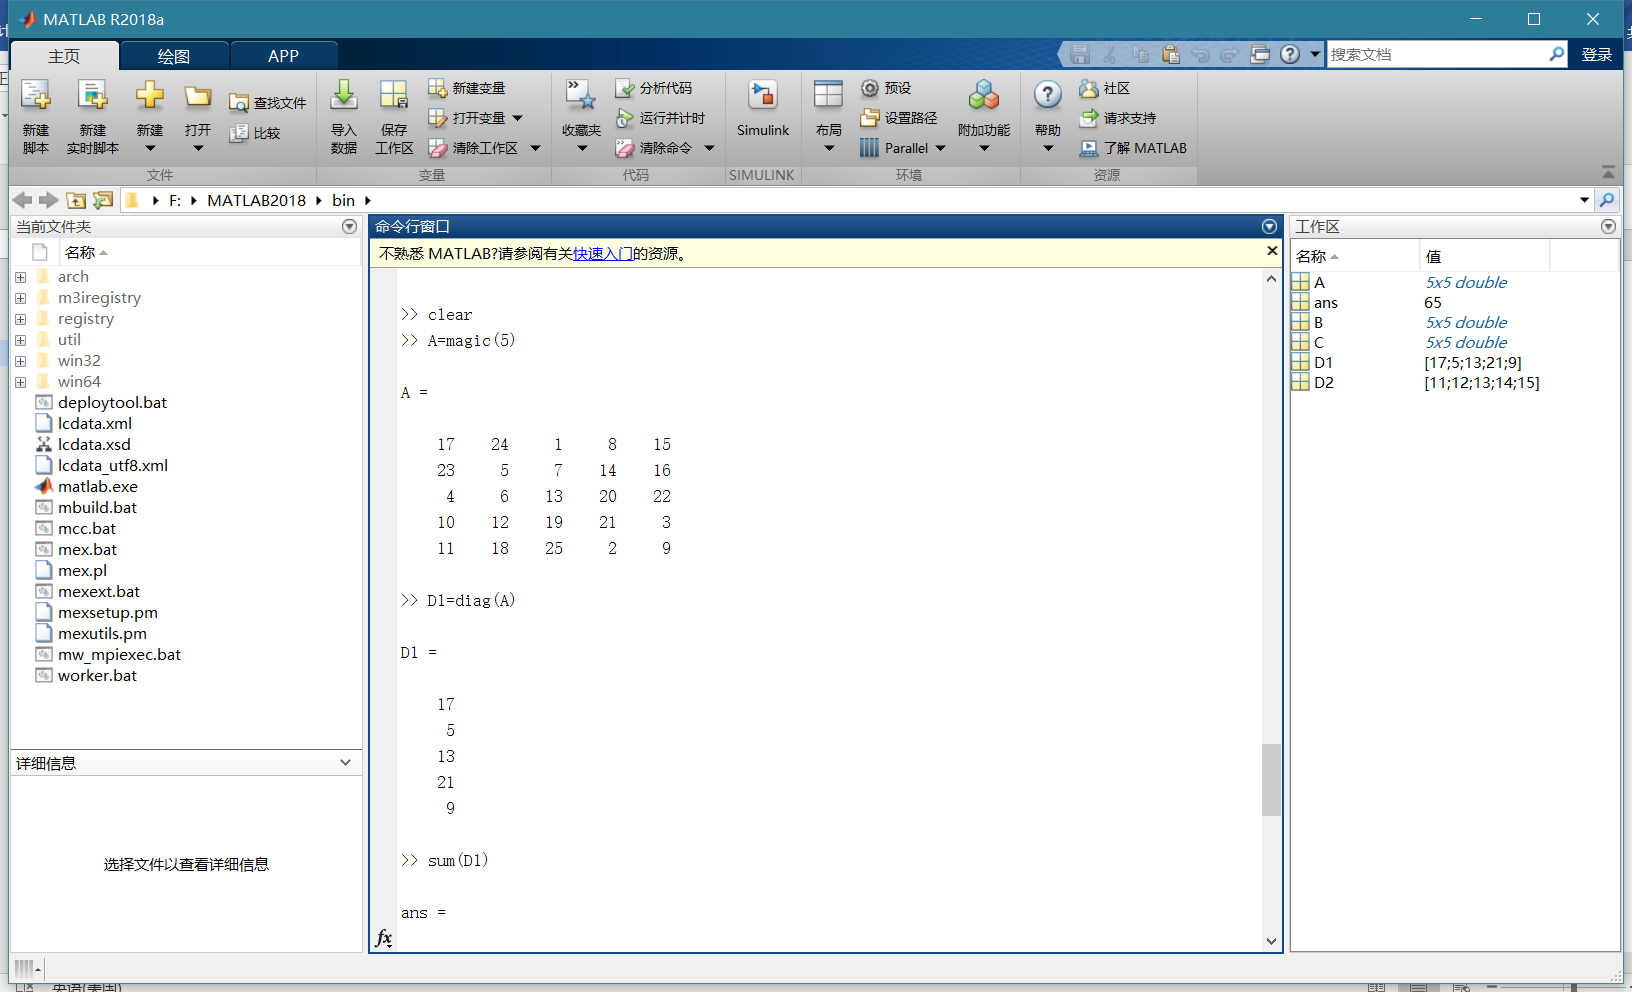 MATLAB R2018a
主页 绘图 APP
搜索文档 登录
新建脚本 新建实时脚本 新建 打开 查找文件 比较
文件
导入数据 保存工作区 新建变量 打开变量 清除工作区
变量
收藏夹 分析代码 运行并计时 清除命令
代码
Simulink
SIMULINK
布局 预设 设置路径 Parallel 附加功能
环境
帮助 社区 请求支持 了解 MATLAB
资源
F: MATLAB2018 bin
当前文件夹
名称
arch
m3iregistry
registry
util
win32
win64
deploytool.bat
lcdata.xml
lcdata.xsd
lcdata_utf8.xml
matlab.exe
mbuild.bat
mcc.bat
mex.bat
mex.pl
mexext.bat
mexsetup.pm
mexutils.pm
mw_mpiexec.bat
worker.bat
详细信息
选择文件以查看详细信息
命令行窗口
不熟悉 MATLAB?请参阅有关快速入门的资源。
>> clear
>> A=magic(5)
A =
17 24 1 8 15
23 5 7 14 16
4 6 13 20 22
10 12 19 21 3
11 18 25 2 9
>> D1=diag(A)
D1 =
17
5
13
21
9
>> sum(D1)
ans =
fx
工作区
名称 值
A 5x5 double
ans 65
B 5x5 double
C 5x5 double
D1 [17;5;13;21;9]
D2 [11;12;13;14;15]
英语(美国)